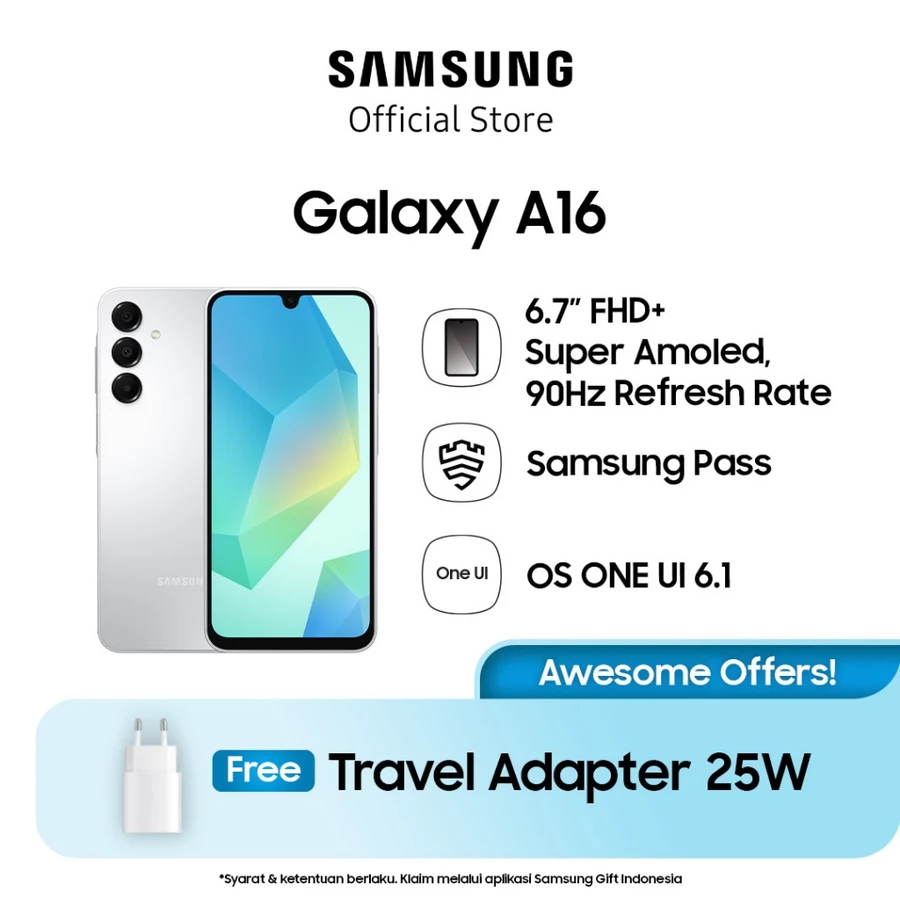 SAMSUNG
Official Store
Galaxy A16
6.7” FHD+
Super Amoled,
90Hz Refresh Rate
Samsung Pass
One UI
OS ONE UI 6.1
SAMSUN
Awesome Offers!
Free Travel Adapter 25W
*Syarat & ketentuan berlaku. Klaim melalui aplikasi Samsung Gift Indonesia